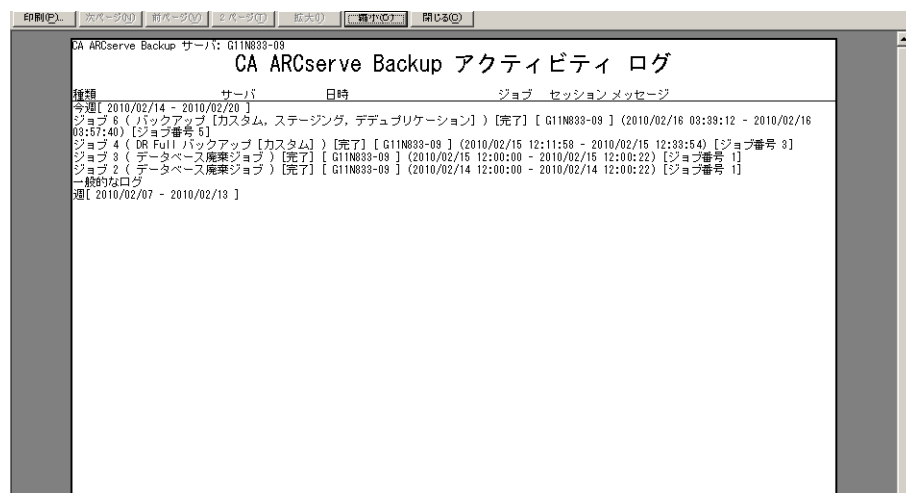 印刷(P)... 次ページ(N) 前ページ(V) 2 ページ(T) 拡大(I) 縮小(O) 閉じる(C)
CA ARCserve Backup サーバ: G11N833-09
CA ARCserve Backup アクティビティ ログ
種類 サーバ 日時 ジョブ セッション メッセージ
今週[ 2010/02/14 - 2010/02/20 ]
ジョブ 6 ( バックアップ [カスタム, ステージング, デデュプリケーション] ) [完了] [ G11N833-09 ] (2010/02/16 03:39:12 - 2010/02/16
03:57:40) [ジョブ番号 5]
ジョブ 4 ( DR Full バックアップ [カスタム] ) [完了] [ G11N833-09 ] (2010/02/15 12:11:58 - 2010/02/15 12:33:54) [ジョブ番号 3]
ジョブ 3 ( データベース廃棄ジョブ ) [完了] [ G11N833-09 ] (2010/02/15 12:00:00 - 2010/02/15 12:00:22) [ジョブ番号 1]
ジョブ 2 ( データベース廃棄ジョブ ) [完了] [ G11N833-09 ] (2010/02/14 12:00:00 - 2010/02/14 12:00:22) [ジョブ番号 1]
一般的なログ
週[ 2010/02/07 - 2010/02/13 ]